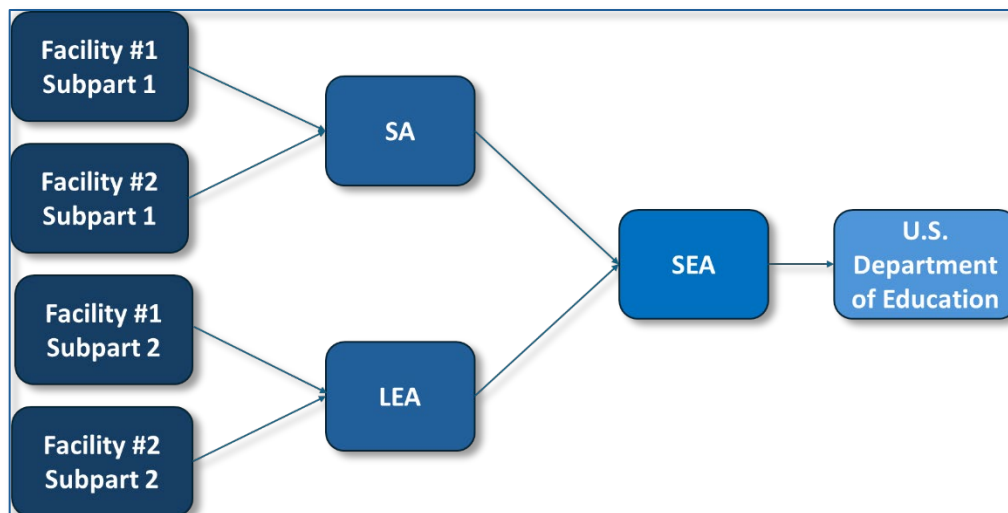 Facility #1
Subpart 1
Facility #2
Subpart 1
Facility #1
Subpart 2
Facility #2
Subpart 2
SA
LEA
SEA
U.S.
Department
of Education